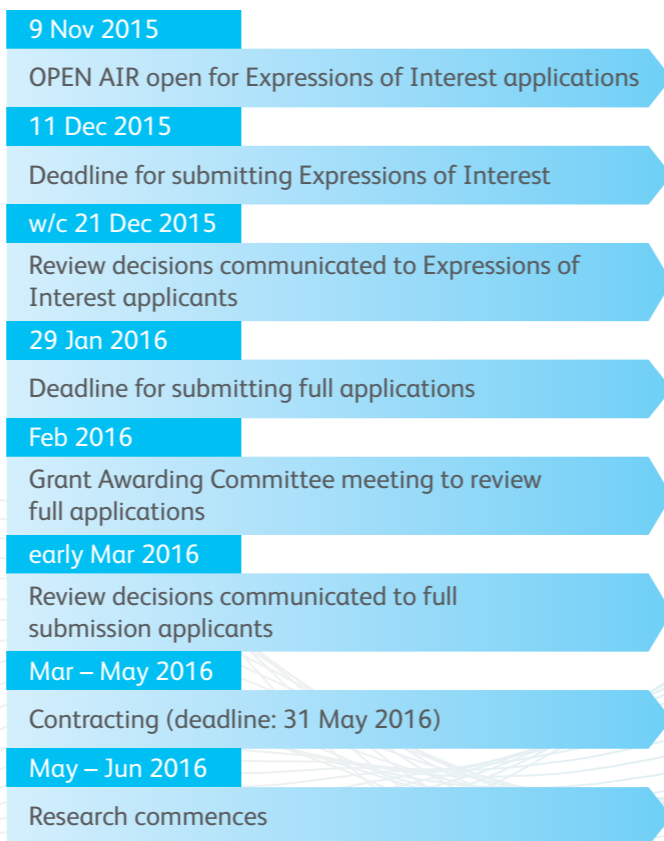 9 Nov 2015
OPEN AIR open for Expressions of Interest applications
11 Dec 2015
Deadline for submitting Expressions of Interest
w/c 21 Dec 2015
Review decisions communicated to Expressions of
Interest applicants
29 Jan 2016
Deadline for submitting full applications
Feb 2016
Grant Awarding Committee meeting to review
full applications
early Mar 2016
Review decisions communicated to full
submission applicants
Mar – May 2016
Contracting (deadline: 31 May 2016)
May – Jun 2016
Research commences